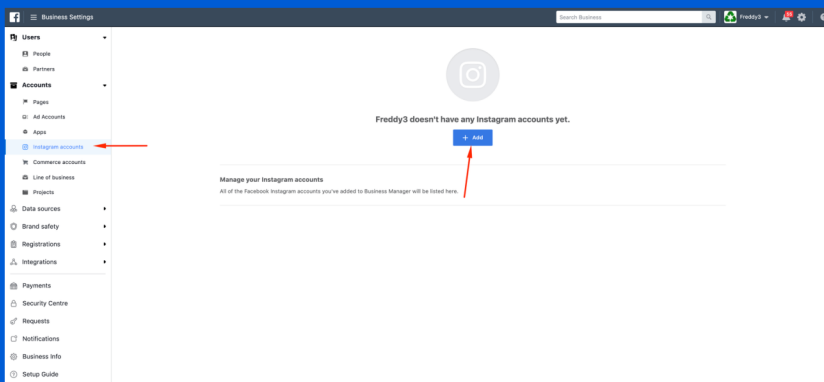 Business Settings
Search Business
Freddy3
Users
People
Partners
Accounts
Pages
Ad Accounts
Apps
Instagram accounts
Commerce accounts
Line of business
Projects
Data sources
Brand safety
Registrations
Integrations
Payments
Security Centre
Requests
Notifications
Business Info
Setup Guide
Freddy3 doesn't have any Instagram accounts yet.
+ Add
Manage your Instagram accounts
All of the Facebook Instagram accounts you've added to Business Manager will be listed here.